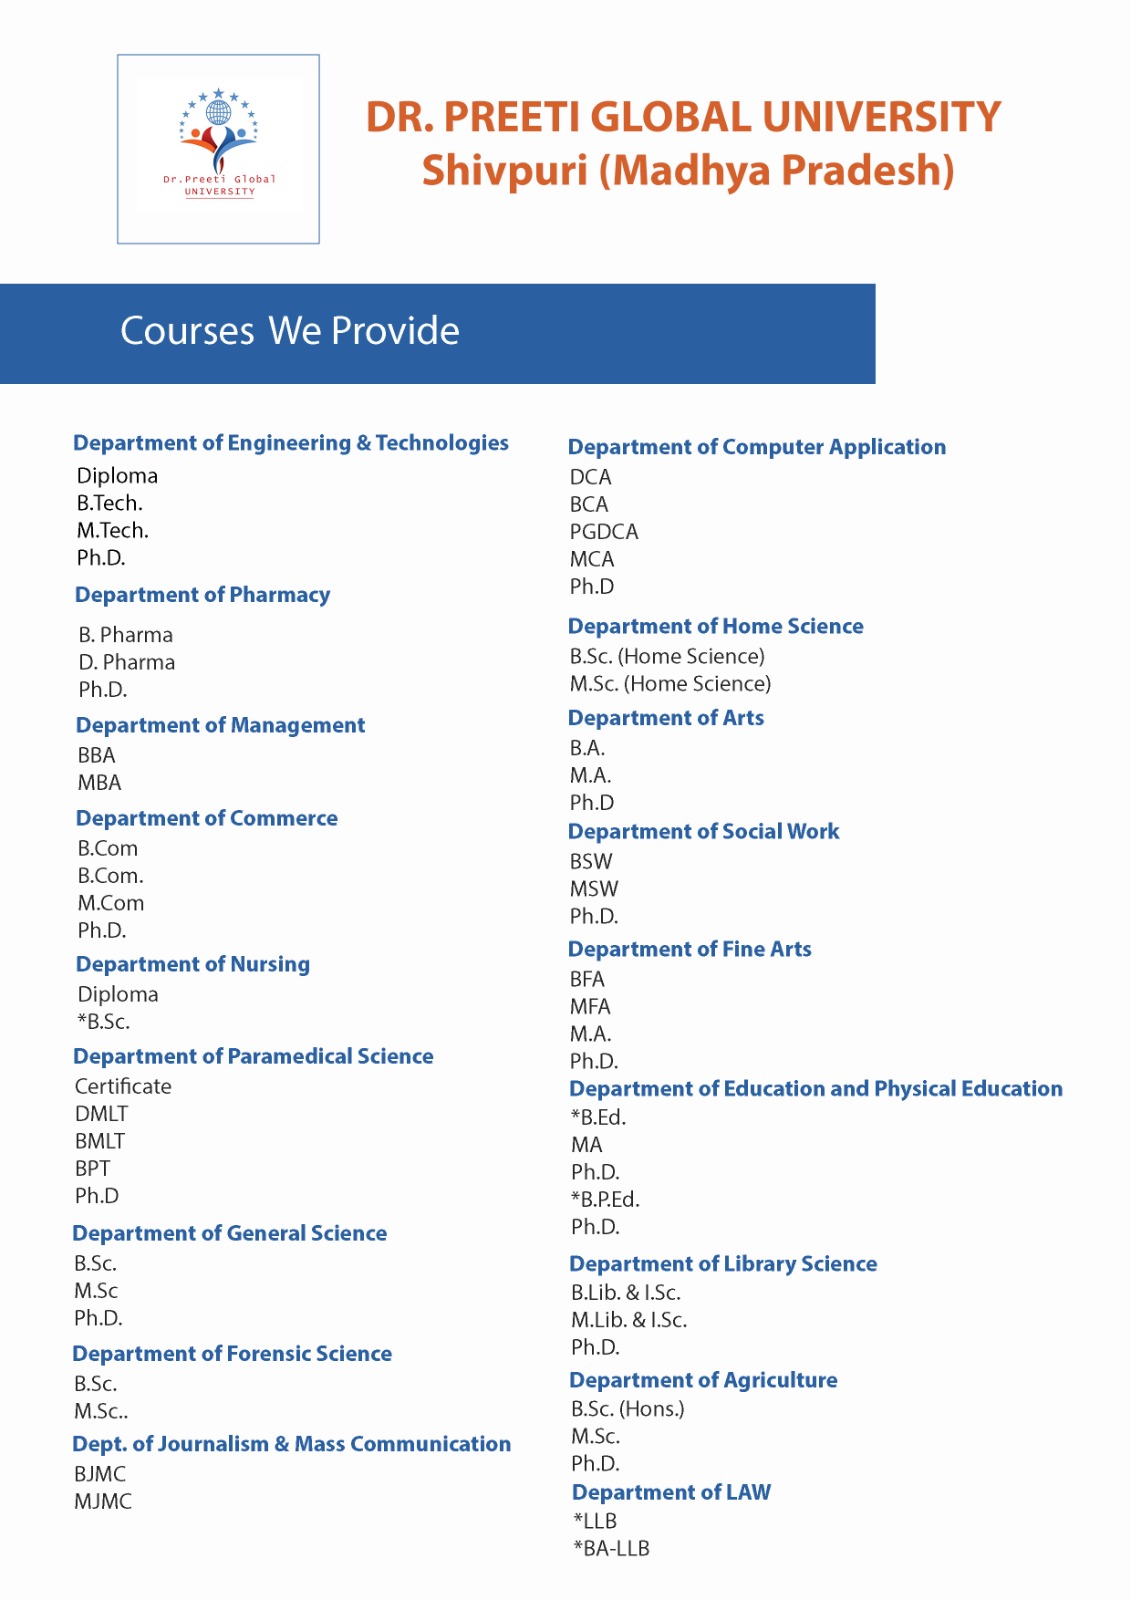 Dr.Preeti Global
UNIVERSITY
DR. PREETI GLOBAL UNIVERSITY
Shivpuri (Madhya Pradesh)
Courses We Provide
Department of Engineering & Technologies
Diploma
B.Tech.
M.Tech.
Ph.D.
Department of Pharmacy
B. Pharma
D. Pharma
Ph.D.
Department of Management
BBA
MBA
Department of Commerce
B.Com
B.Com.
M.Com
Ph.D.
Department of Nursing
Diploma
*B.Sc.
Department of Paramedical Science
Certificate
DMLT
BMLT
BPT
Ph.D
Department of General Science
B.Sc.
M.Sc
Ph.D.
Department of Forensic Science
B.Sc.
M.Sc..
Dept. of Journalism & Mass Communication
BJMC
MJMC
Department of Computer Application
DCA
BCA
PGDCA
MCA
Ph.D
Department of Home Science
B.Sc. (Home Science)
M.Sc. (Home Science)
Department of Arts
B.A.
M.A.
Ph.D
Department of Social Work
BSW
MSW
Ph.D.
Department of Fine Arts
BFA
MFA
M.A.
Ph.D.
Department of Education and Physical Education
*B.Ed.
MA
Ph.D.
*B.P.Ed.
Ph.D.
Department of Library Science
B.Lib. & I.Sc.
M.Lib. & I.Sc.
Ph.D.
Department of Agriculture
B.Sc. (Hons.)
M.Sc.
Ph.D.
Department of LAW
*LLB
*BA-LLB